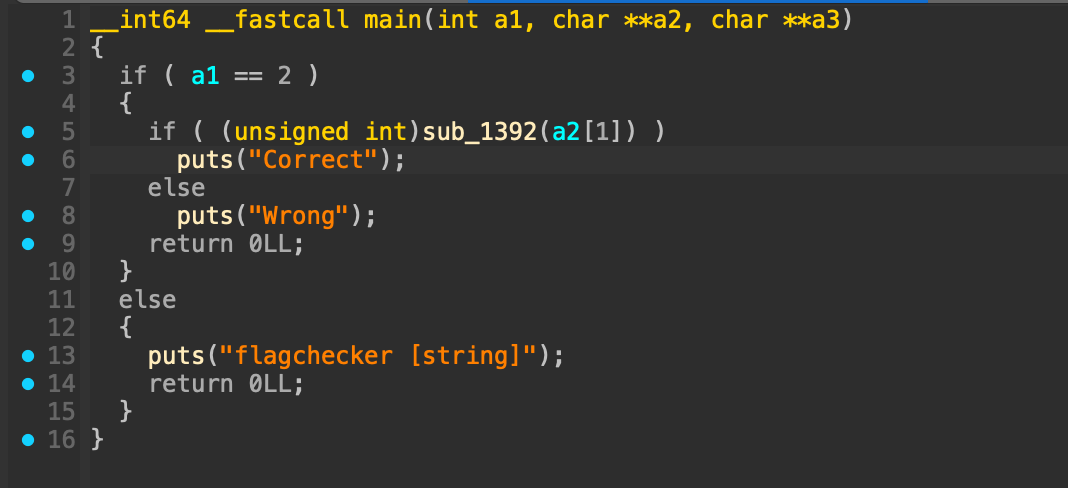 1 __int64 __fastcall main(int a1, char **a2, char **a3)
2 {
3   if ( a1 == 2 )
4   {
5     if ( (unsigned int)sub_1392(a2[1]) )
6       puts("Correct");
7     else
8       puts("Wrong");
9     return 0LL;
10   }
11   else
12   {
13     puts("flagchecker [string]");
14     return 0LL;
15   }
16 }